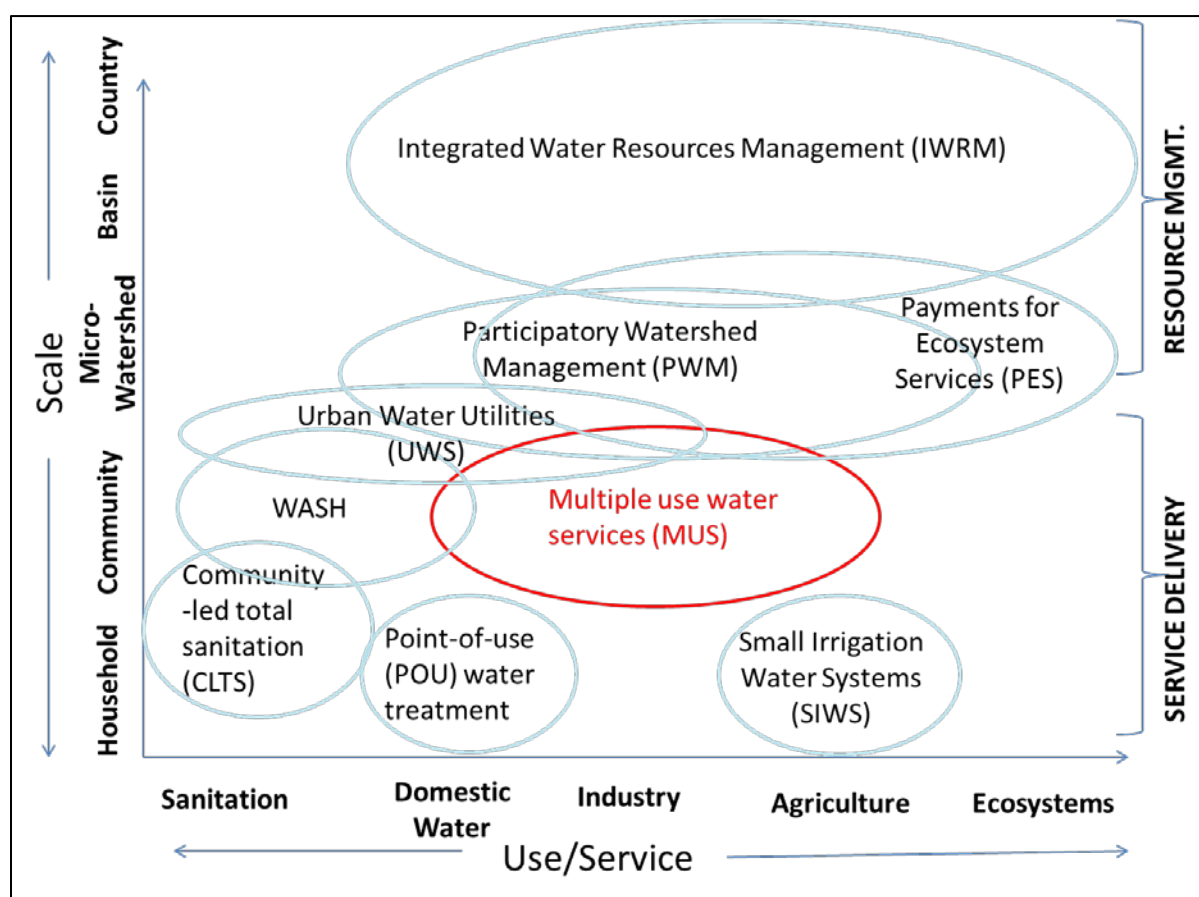 Country
Basin
Micro-
Watershed
Community
Household
Scale
Integrated Water Resources Management (IWRM)
Participatory Watershed
Management (PWM)
Payments for
Ecosystem
Services (PES)
Urban Water Utilities
(UWS)
WASH
Multiple use water
services (MUS)
Community
-led total
sanitation
(CLTS)
Point-of-use
(POU) water
treatment
Small Irrigation
Water Systems
(SIWS)
RESOURCE MGMT.
SERVICE DELIVERY
Sanitation
Domestic
Water
Industry
Agriculture
Ecosystems
Use/Service